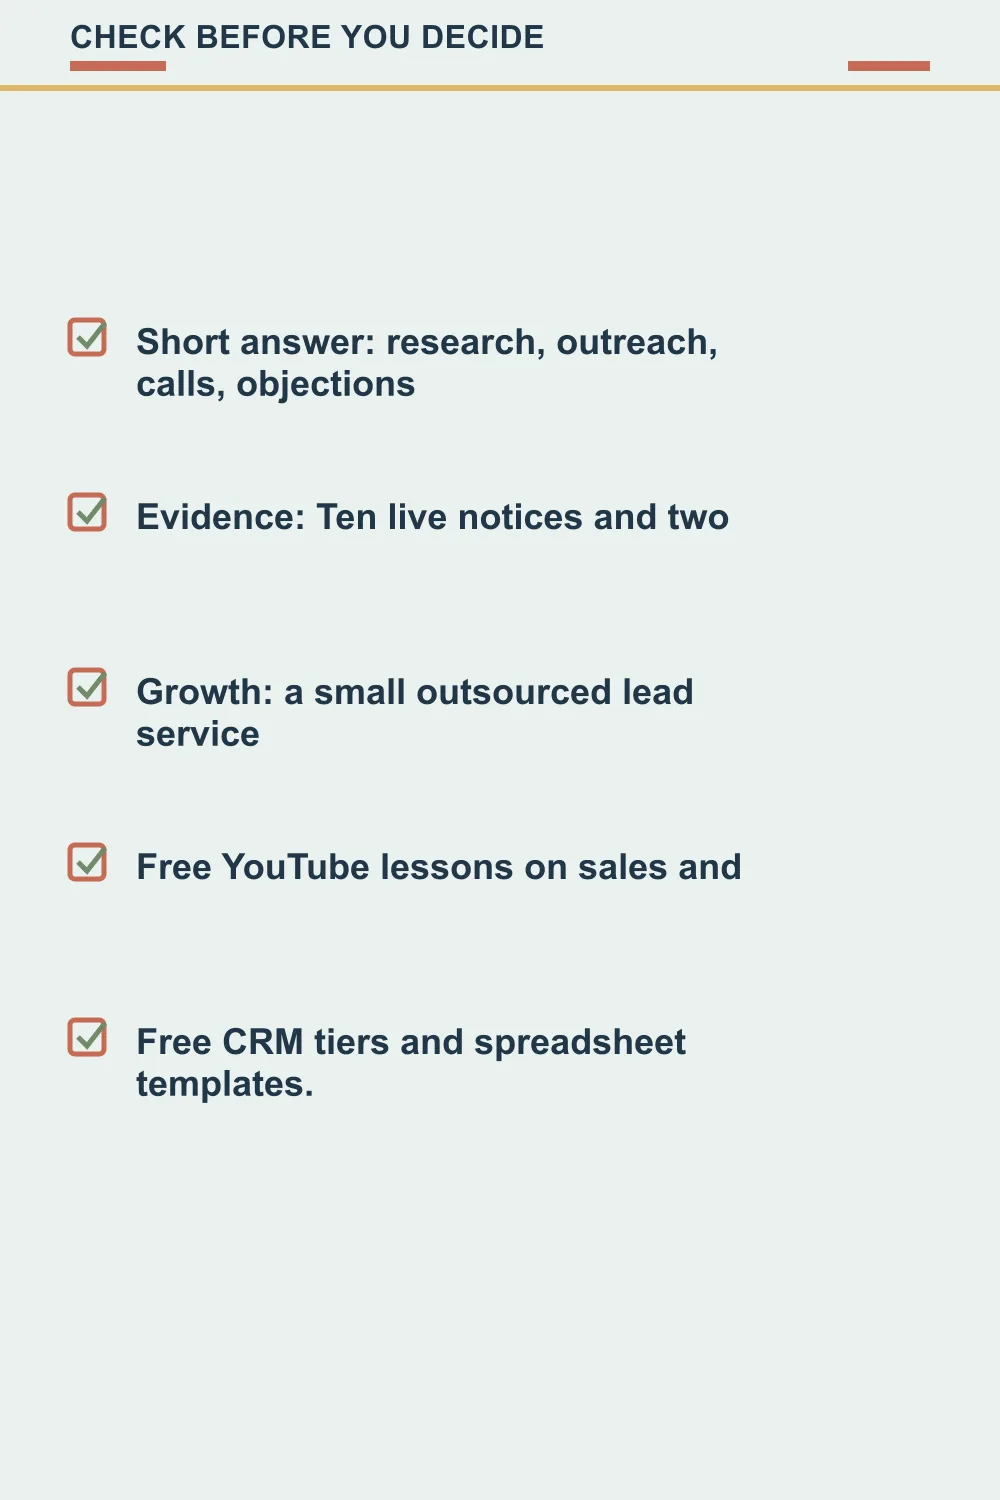 CHECK BEFORE YOU DECIDE
Short answer: research, outreach,
calls, objections
Evidence: Ten live notices and two
Growth: a small outsourced lead
service
Free YouTube lessons on sales and
Free CRM tiers and spreadsheet
templates.